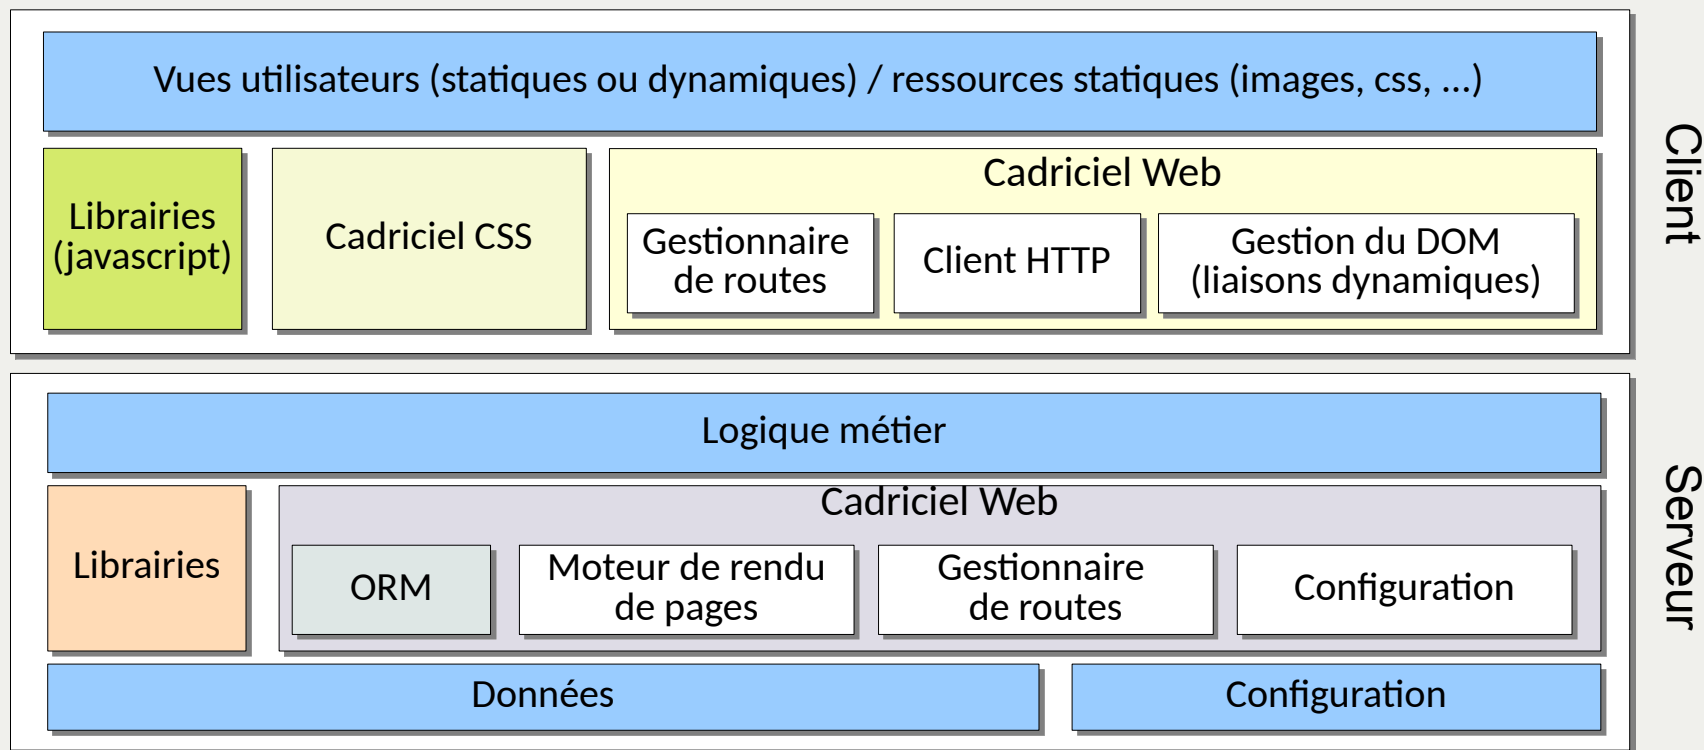 Vues utilisateurs (statiques ou dynamiques) / ressources statiques (images, css, ...)
Librairies
(javascript)
Cadriciel CSS
Cadriciel Web
Gestionnaire
de routes
Client HTTP
Gestion du DOM
(liaisons dynamiques)
Client
Logique métier
Librairies
Cadriciel Web
ORM
Moteur de rendu
de pages
Gestionnaire
de routes
Configuration
Données
Configuration
Serveur